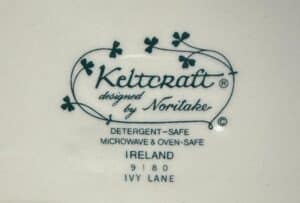 Keltcraft ®
designed
by Noritake
©
DETERGENT-SAFE
MICROWAVE & OVEN-SAFE
IRELAND
9180
IVY LANE